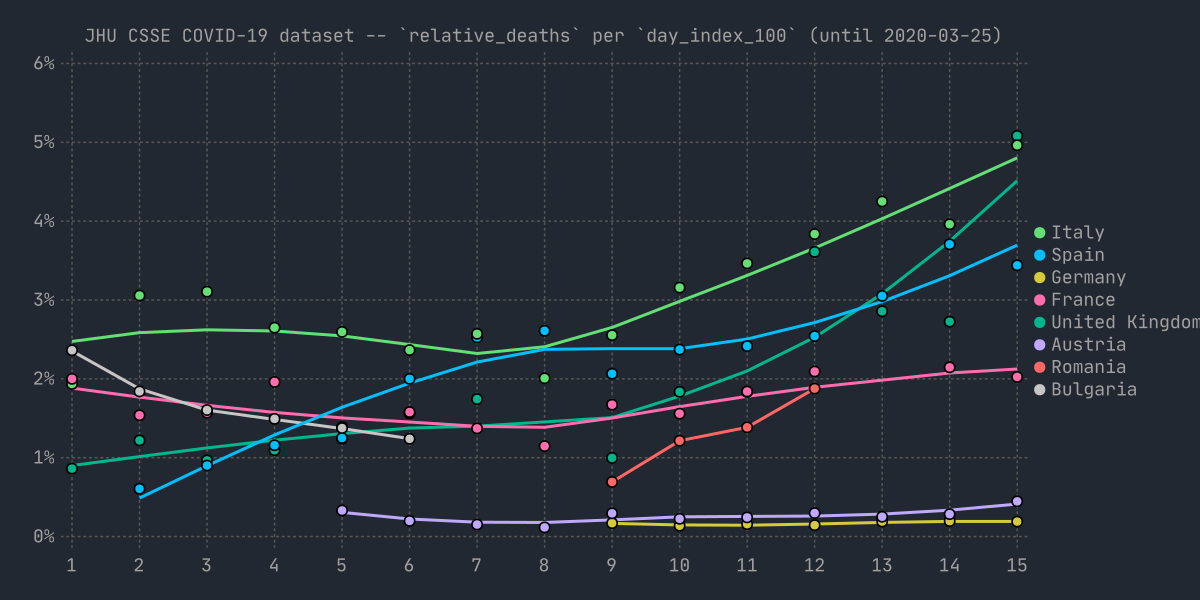 JHU CSSE COVID-19 dataset -- `relative_deaths` per `day_index_100` (until 2020-03-25)
6%
5%
4%
3%
2%
1%
0%
1 2 3 4 5 6 7 8 9 10 11 12 13 14 15
Italy
Spain
Germany
France
United Kingdom
Austria
Romania
Bulgaria